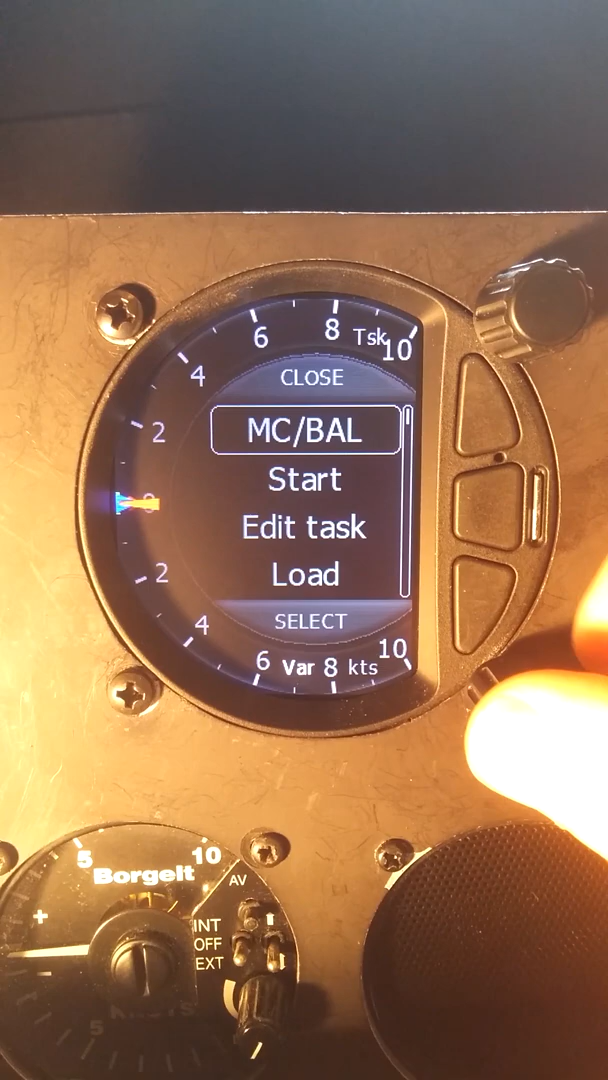 6 8 Tsk 10
4
CLOSE
2
MC/BAL
Start
Edit task
Load
2
SELECT
4
6 Var 8 kts 10
5 10
Borgelt
AV
+
INT
OFF
EXT
-
5